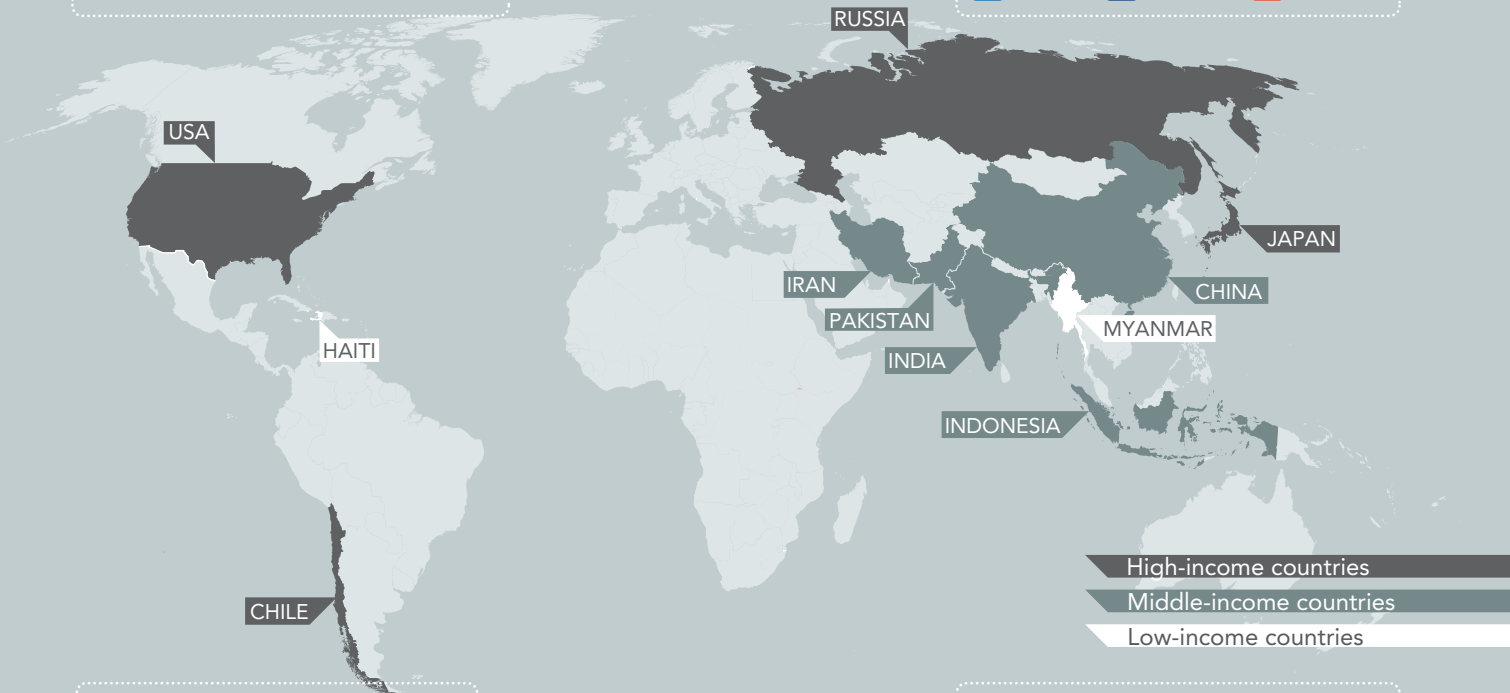 RUSSIA
USA
JAPAN
IRAN
CHINA
PAKISTAN
MYANMAR
HAITI
INDIA
INDONESIA
High-income countries
Middle-income countries
CHILE
Low-income countries